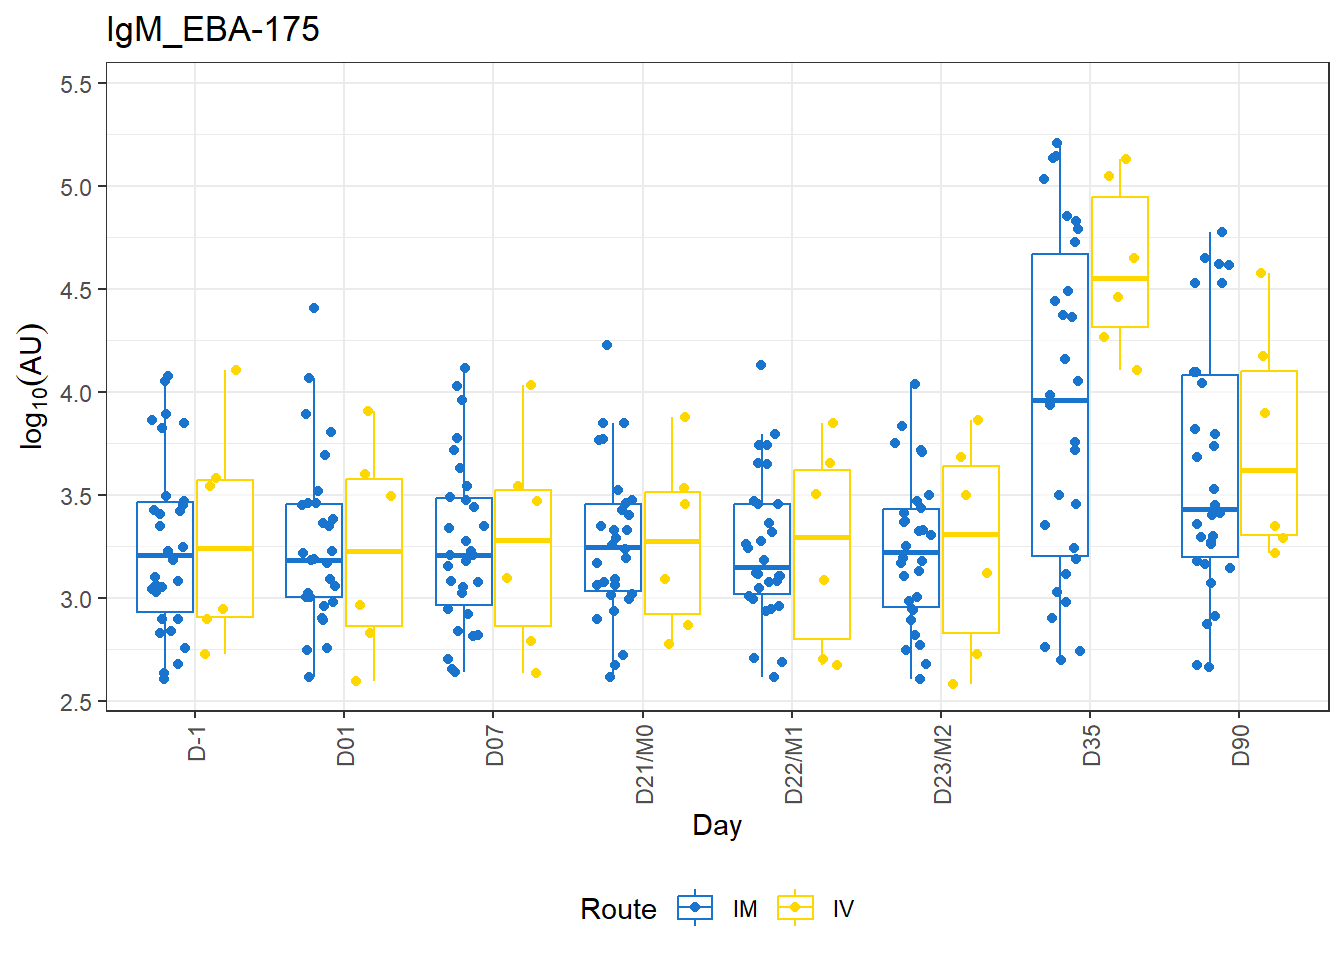 IgM_EBA-175
5.5
5.0
4.5
4.0
3.5
3.0
2.5
log10(AU)
D-1
D01
D07
D21/M0
D22/M1
D23/M2
D35
D90
Day
Route IM IV